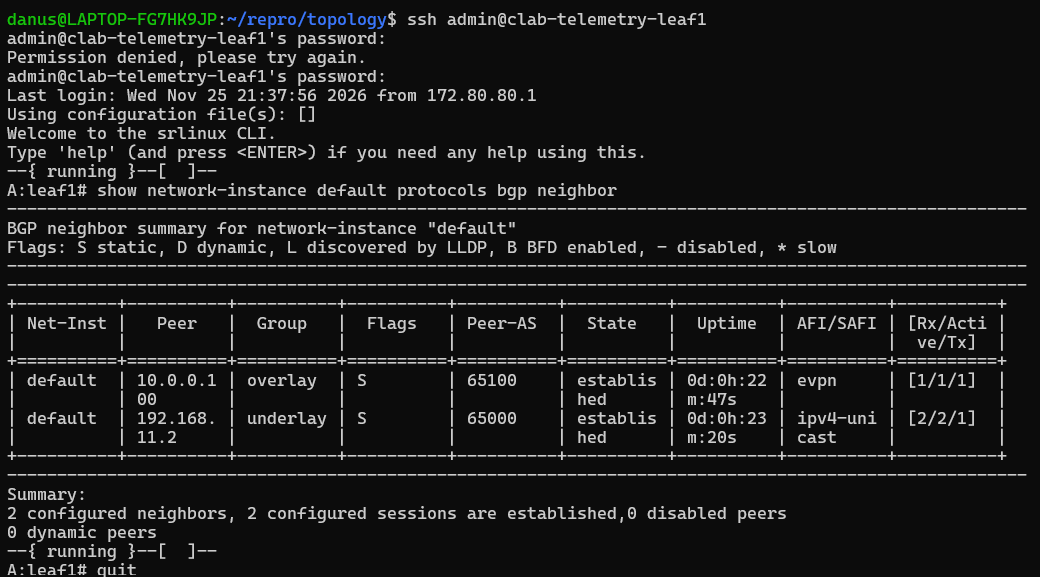 danus@LAPTOP-FG7HK9JP:~/repro/topology$ ssh admin@clab-telemetry-leaf1
admin@clab-telemetry-leaf1's password:
Permission denied, please try again.
admin@clab-telemetry-leaf1's password:
Last login: Wed Nov 25 21:37:56 2026 from 172.80.80.1
Using configuration file(s): []
Welcome to the srlinux CLI.
Type 'help' (and press <ENTER>) if you need any help using this.
--{ running }--[  ]--
A:leaf1# show network-instance default protocols bgp neighbor
------------------------------------------------------------------------------------------------------
BGP neighbor summary for network-instance "default"
Flags: S static, D dynamic, L discovered by LLDP, B BFD enabled, - disabled, * slow
------------------------------------------------------------------------------------------------------
------------------------------------------------------------------------------------------------------
+----------+----------+----------+----------+----------+----------+----------+----------+----------+
| Net-Inst |   Peer   |  Group   |  Flags   | Peer-AS  |  State   |  Uptime  | AFI/SAFI | [Rx/Acti |
|          |          |          |          |          |          |          |          |  ve/Tx]  |
+==========+==========+==========+==========+==========+==========+==========+==========+==========+
| default  | 10.0.0.1 | overlay  | S        | 65100    | establis | 0d:0h:22 | evpn     | [1/1/1]  |
|          | 00       |          |          |          | hed      | m:47s    |          |          |
| default  | 192.168. | underlay | S        | 65000    | establis | 0d:0h:23 | ipv4-uni | [2/2/1]  |
|          | 11.2     |          |          |          | hed      | m:20s    | cast     |          |
+----------+----------+----------+----------+----------+----------+----------+----------+----------+
------------------------------------------------------------------------------------------------------
Summary:
2 configured neighbors, 2 configured sessions are established,0 disabled peers
0 dynamic peers
--{ running }--[  ]--
A:leaf1# quit